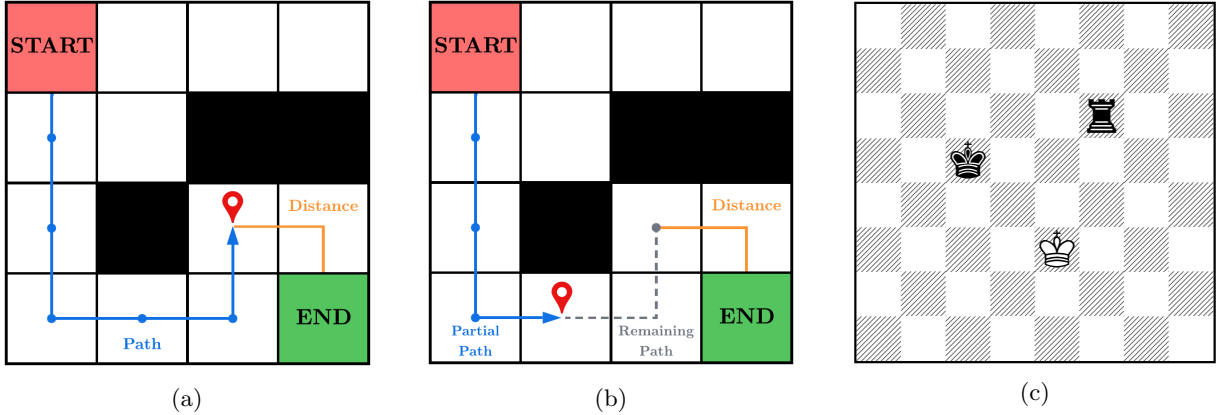 START
Distance
END
Path
(a)
START
Distance
END
Partial
Path
Remaining
Path
(b)
(c)